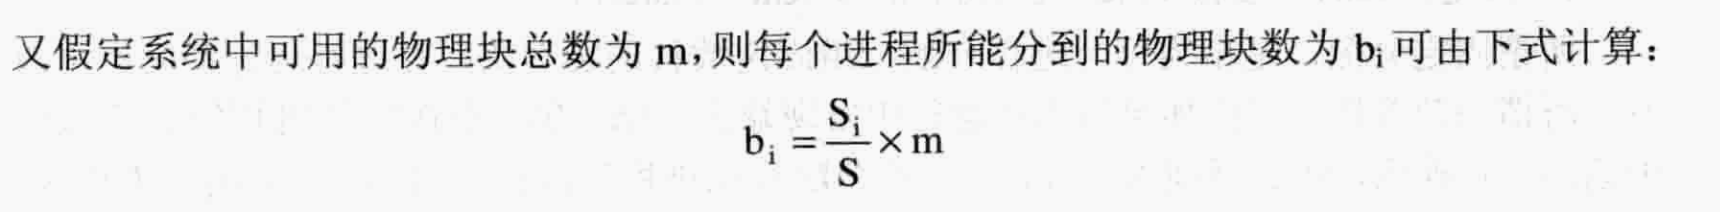 又假定系统中可用的物理块总数为 m,则每个进程所能分到的物理块数为 bᵢ 可由下式计算:
bᵢ = Sᵢ/S × m